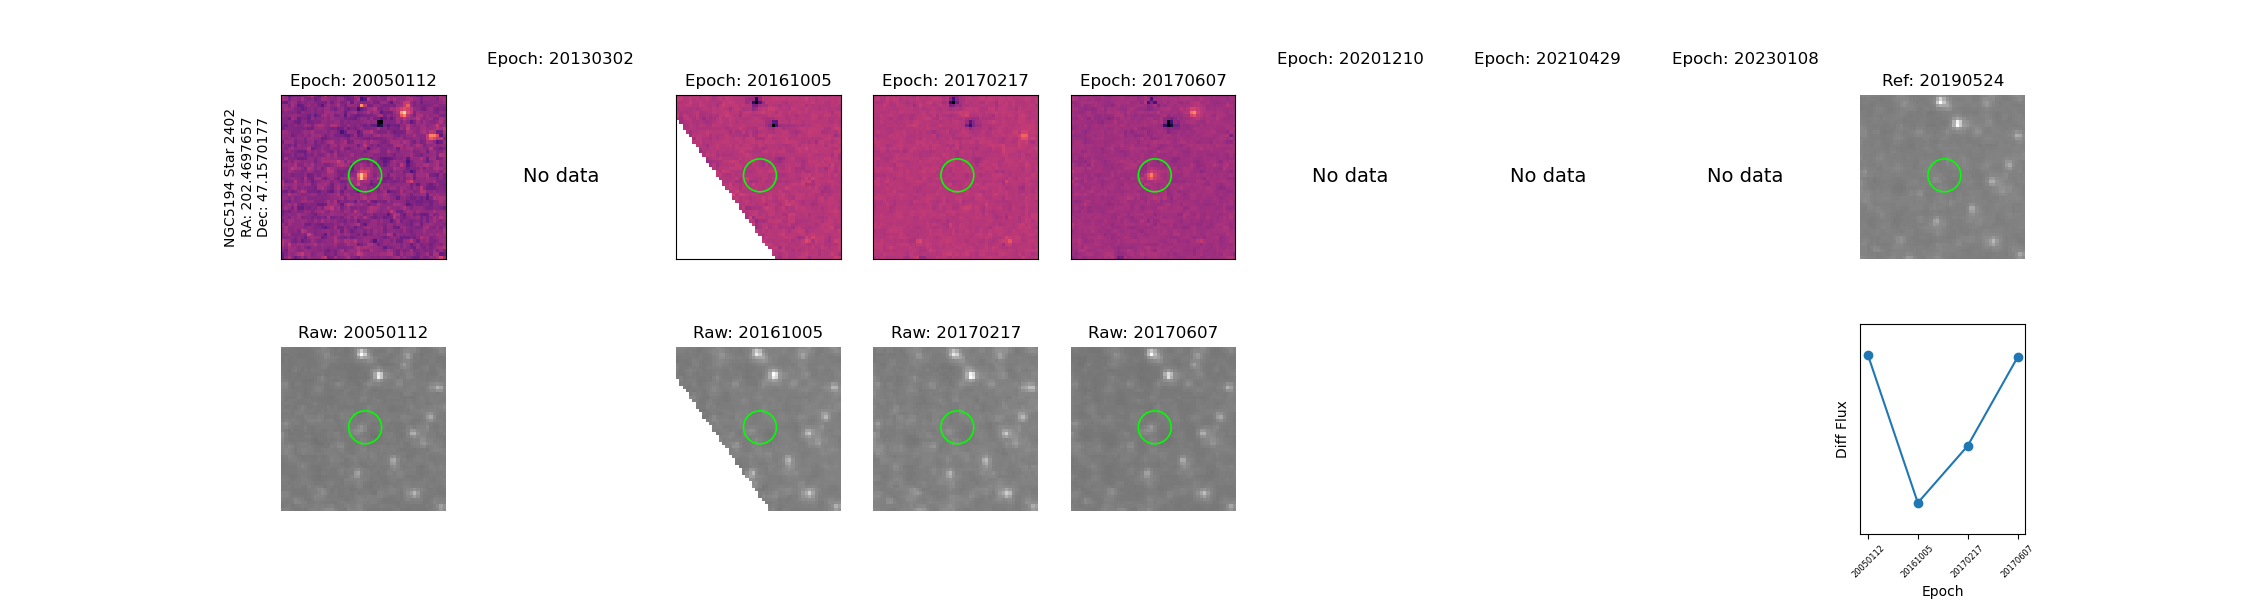 NGC5194 Star 2402
RA: 202.4697657
Dec: 47.1570177
Epoch: 20050112
Epoch: 20130302
No data
Epoch: 20161005
Epoch: 20170217
Epoch: 20170607
Epoch: 20201210
No data
Epoch: 20210429
No data
Epoch: 20230108
No data
Ref: 20190524
Raw: 20050112
Raw: 20161005
Raw: 20170217
Raw: 20170607
Diff Flux
20050112
20161005
20170217
20170607
Epoch